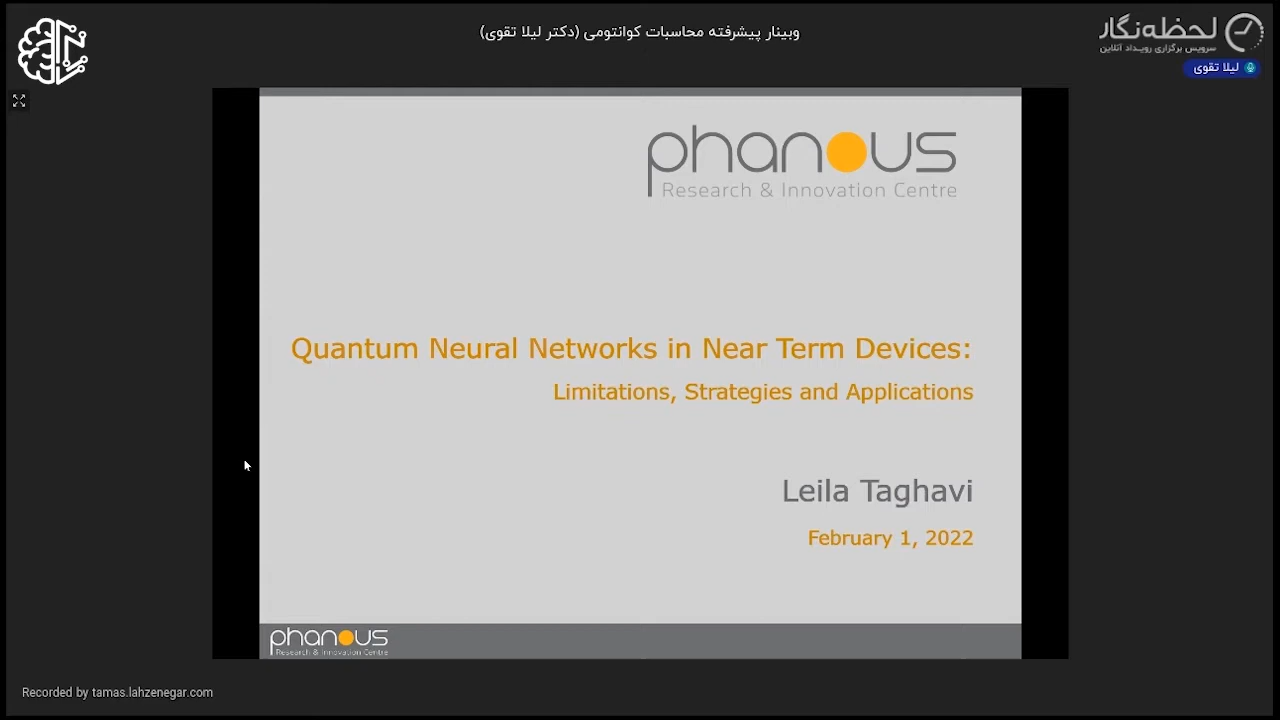 وبینار پیشرفته محاسبات کوانتومی (دکتر لیلا تقوی)
لحظه‌نگار
سرویس برگزاری رویداد آنلاین
لیلا تقوی
phanous
Research & Innovation Centre
Quantum Neural Networks in Near Term Devices:
Limitations, Strategies and Applications
Leila Taghavi
February 1, 2022
phanous
Research & Innovation Centre
Recorded by tamas.lahzenegar.com